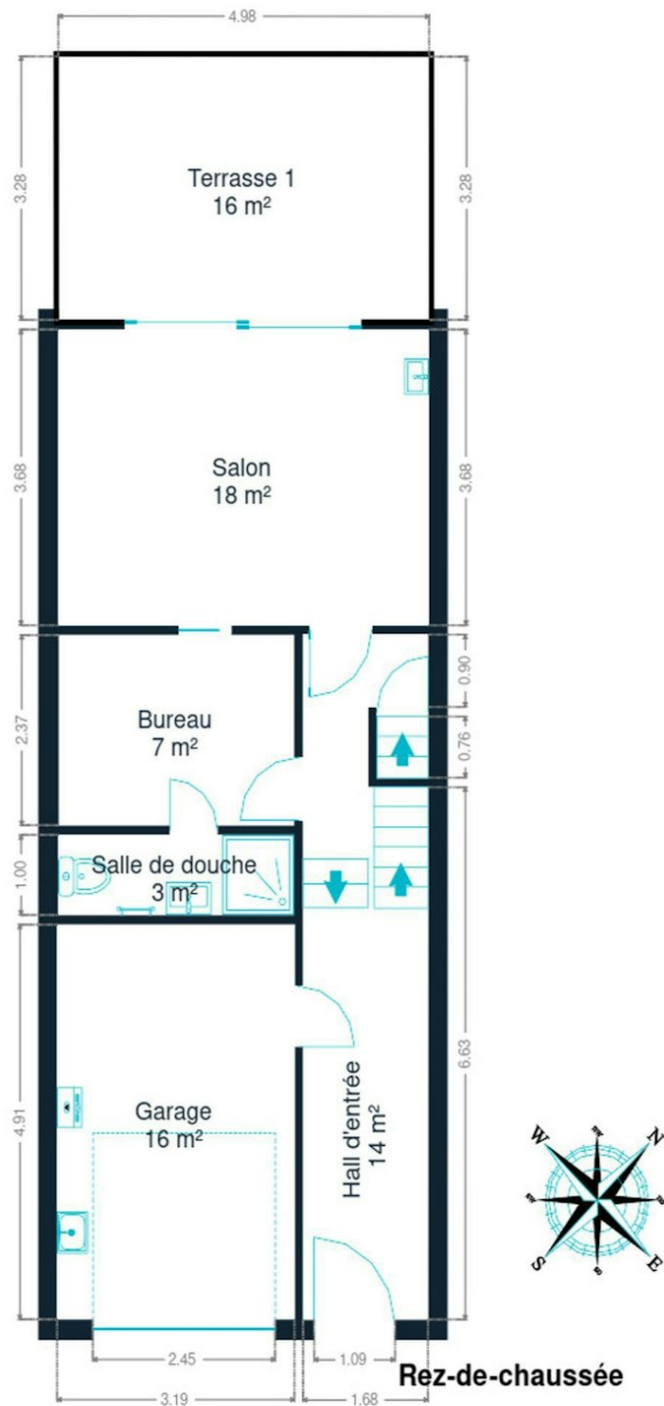 4.98
3.28
3.28
Terrasse 1
16 m²
3.68
3.68
Salon
18 m²
2.37
0.90
Bureau
7 m²
0.76
1.00
Salle de douche
3 m²
4.91
6.63
Garage
16 m²
Hall d'entrée
14 m²
W
N
S
E
2.45
1.09
Rez-de-chaussée
3.19
1.68